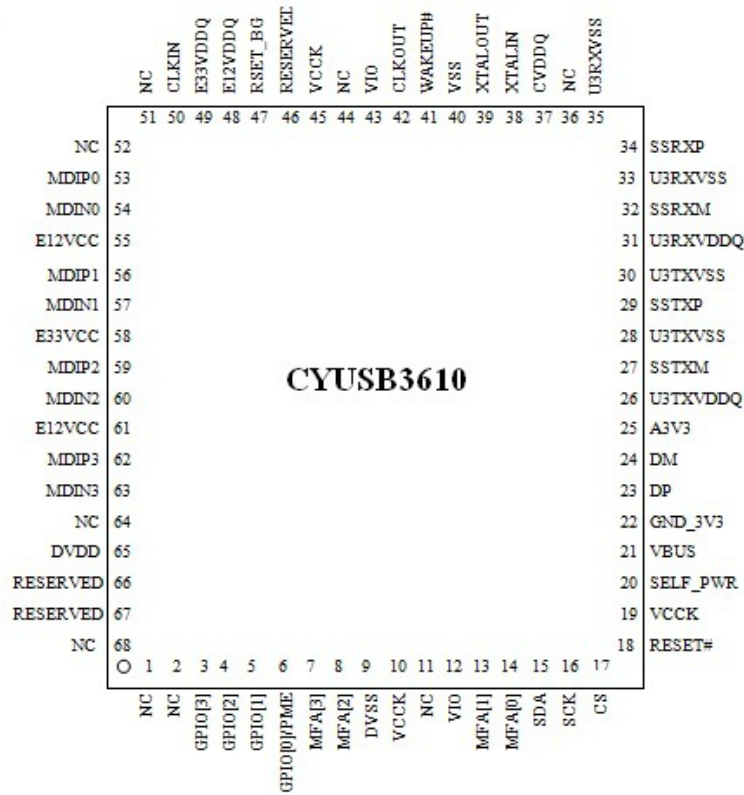 NC
CLKIN
E33VDDQ
E12VDDQ
RSET_BG
RESERVED
VCCK
NC
VIO
CLKOUT
WAKEUP#
VSS
XTALOUT
XTALIN
CVDDQ
NC
U3RXVSS
51 50 49 48 47 46 45 44 43 42 41 40 39 38 37 36 35
NC 52 34 SSRXP
MDIP0 53 33 U3RXVSS
MDIN0 54 32 SSRXM
E12VCC 55 31 U3RXVDDQ
MDIP1 56 30 U3TXVSS
MDIN1 57 29 SSTXP
E33VCC 58 28 U3TXVSS
MDIP2 59 27 SSTXM
CYUSB3610
MDIN2 60 26 U3TXVDDQ
E12VCC 61 25 A3V3
MDIP3 62 24 DM
MDIN3 63 23 DP
NC 64 22 GND_3V3
DVDD 65 21 VBUS
RESERVED 66 20 SELF_PWR
RESERVED 67 19 VCCK
NC 68 18 RESET#
1 2 3 4 5 6 7 8 9 10 11 12 13 14 15 16 17
NC
NC
GPIO[3]
GPIO[2]
GPIO[1]
GPIO[0]/PME
MFA[3]
MFA[2]
DVSS
VCCK
NC
VIO
MFA[1]
MFA[0]
SDA
SCK
CS